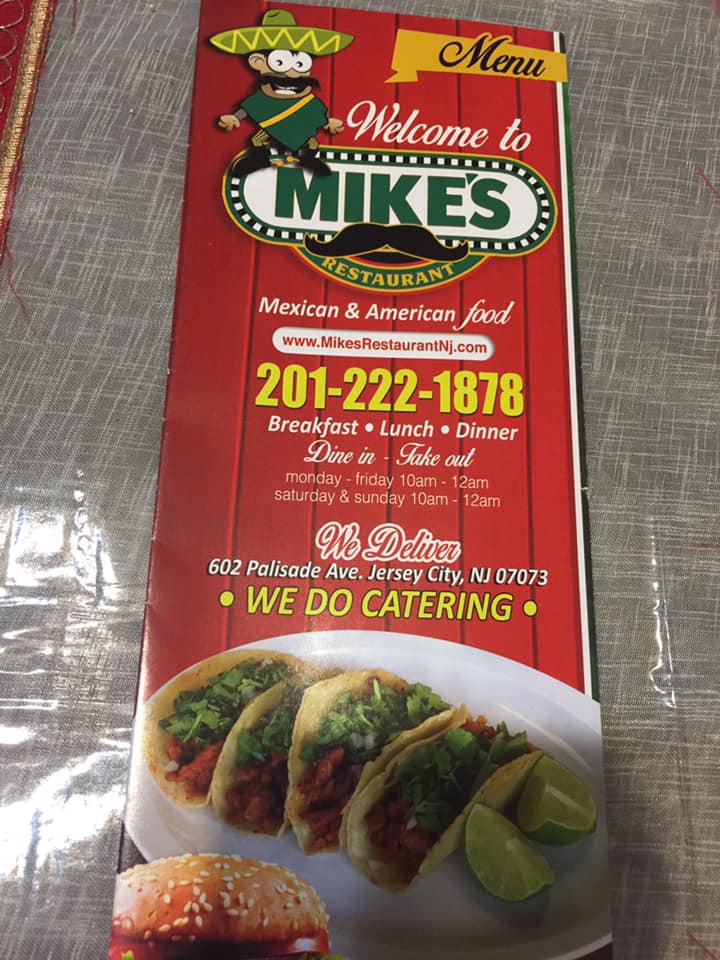 Menu
Welcome to
MIKE'S
RESTAURANT
Mexican & American food
www.MikesRestaurantNj.com
201-222-1878
Breakfast • Lunch • Dinner
Dine in - Take out
monday - friday 10am - 12am
saturday & sunday 10am - 12am
We Deliver
602 Palisade Ave. Jersey City, NJ 07073
• WE DO CATERING •